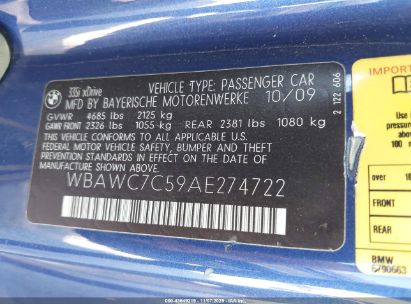 335i xDrive
VEHICLE TYPE: PASSENGER CAR
MFD BY BAYERISCHE MOTORENWERKE 10/09
GVWR 4685 lbs 2125 kg
GAWR FRONT 2326 lbs 1055 kg REAR 2381 lbs 1080 kg
THIS VEHICLE CONFORMS TO ALL APPLICABLE U.S.
FEDERAL MOTOR VEHICLE SAFETY, BUMPER AND THEFT
PREVENTION STANDARDS IN EFFECT ON THE DATE OF
MANUFACTURE SHOWN ABOVE
WBAWC7C59AE274722
2 122 606
IMPORT
over
FRONT
REAR
BMW
6790663